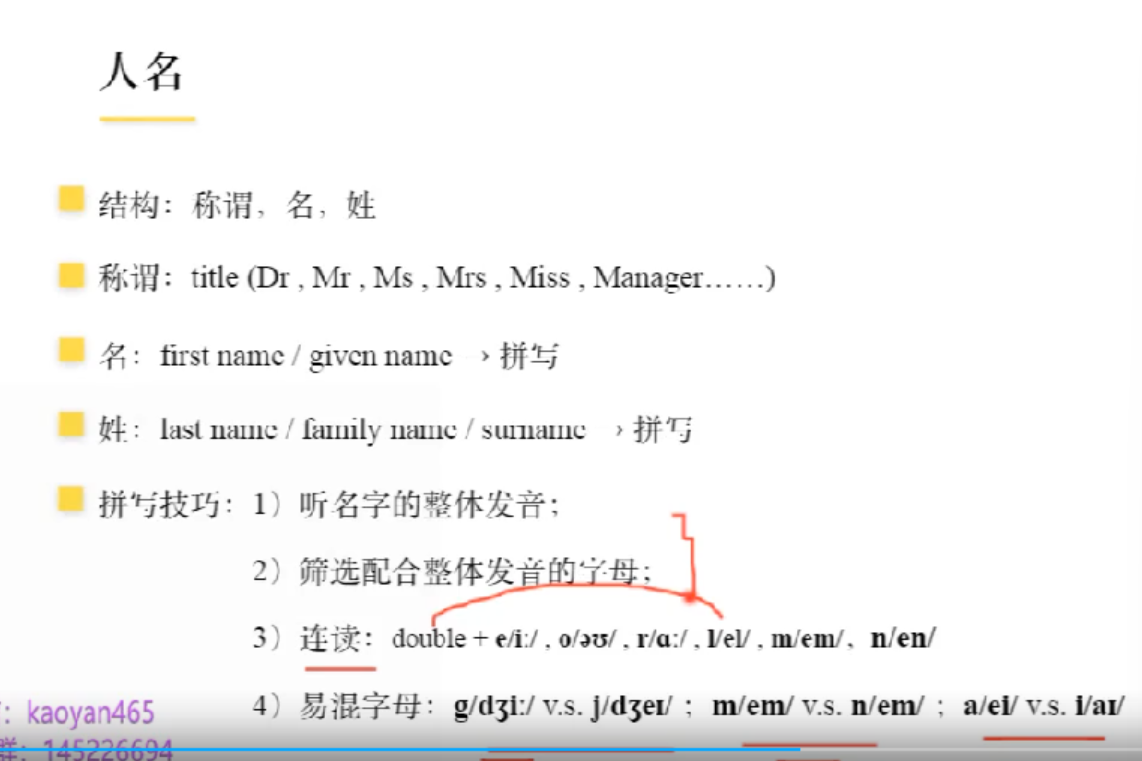 人名
结构：称谓，名，姓
称谓：title (Dr , Mr , Ms , Mrs , Miss , Manager……)
名：first name / given name → 拼写
姓：last name / family name / surname → 拼写
拼写技巧：1）听名字的整体发音；
2）筛选配合整体发音的字母；
3）连读：double + e/i:/ , o/əʊ/ , r/ɑ:/ , l/el/ , m/em/、n/en/
4）易混字母：g/dʒi:/ v.s. j/dʒeɪ/ ；m/em/ v.s. n/em/ ；a/ei/ v.s. i/aɪ/
：kaoyan465
群：145226694